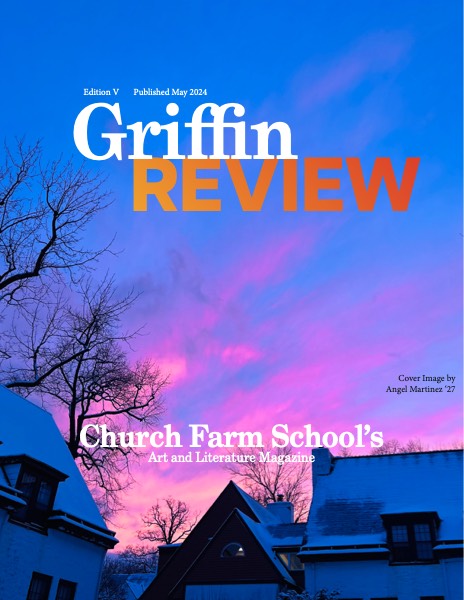 Edition V Published May 2024
Griffin
REVIEW
Cover Image by
Angel Martinez '27
Church Farm School's
Art and Literature Magazine